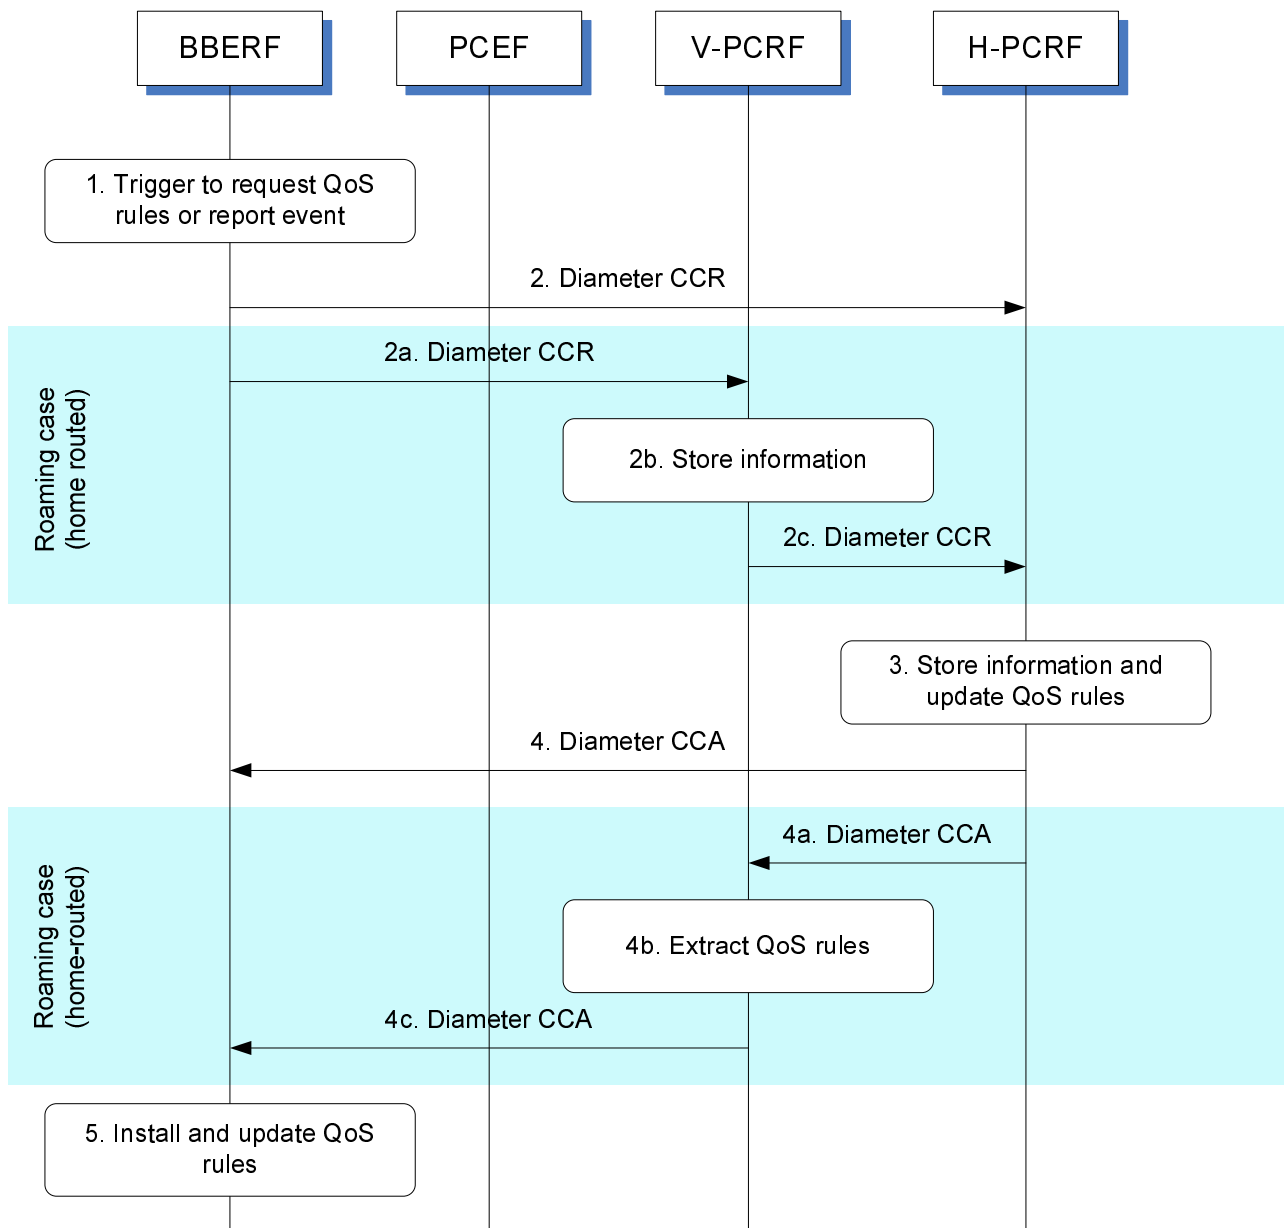 BBERF
PCEF
V-PCRF
H-PCRF
1. Trigger to request QoS
rules or report event
2. Diameter CCR
2a. Diameter CCR
Roaming case
(home routed)
2b. Store information
2c. Diameter CCR
3. Store information and
update QoS rules
4. Diameter CCA
4a. Diameter CCA
Roaming case
(home-routed)
4b. Extract QoS rules
4c. Diameter CCA
5. Install and update QoS
rules